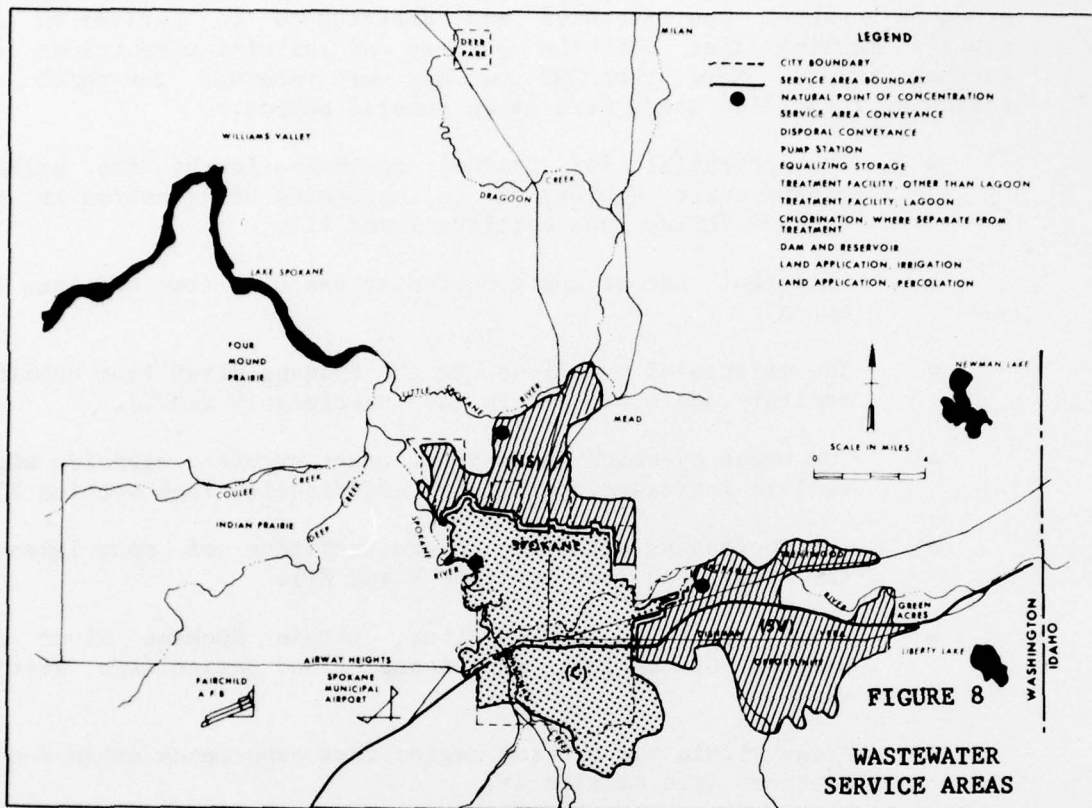 DEER
PARK
MILAN
WILLIAMS VALLEY
DRAGOON
CREEK
LAKE SPOKANE
FOUR
MOUND
PRAIRIE
LITTLE
SPOKANE
RIVER
MEAD
LEGEND
CITY BOUNDARY
SERVICE AREA BOUNDARY
NATURAL POINT OF CONCENTRATION
SERVICE AREA CONVEYANCE
DISPORAL CONVEYANCE
PUMP STATION
EQUALIZING STORAGE
TREATMENT FACILITY, OTHER THAN LAGOON
TREATMENT FACILITY, LAGOON
CHLORINATION, WHERE SEPARATE FROM
TREATMENT
DAM AND RESERVOIR
LAND APPLICATION, IRRIGATION
LAND APPLICATION, PERCOLATION
NEWMAN LAKE
SCALE IN MILES
0
COULEE CREEK
INDIAN PRAIRIE
DEEP CREEK
SPOKANE
RIVER
(NS)
SPOKANE
(C)
RIVER
(SV)
VERA
OPPORTUNITY
GREEN
ACRES
LIBERTY LAKE
WASHINGTON
IDAHO
AIRWAY HEIGHTS
FAIRCHILD
A F B
SPOKANE
MUNICIPAL
AIRPORT
FIGURE 8
WASTEWATER
SERVICE AREAS